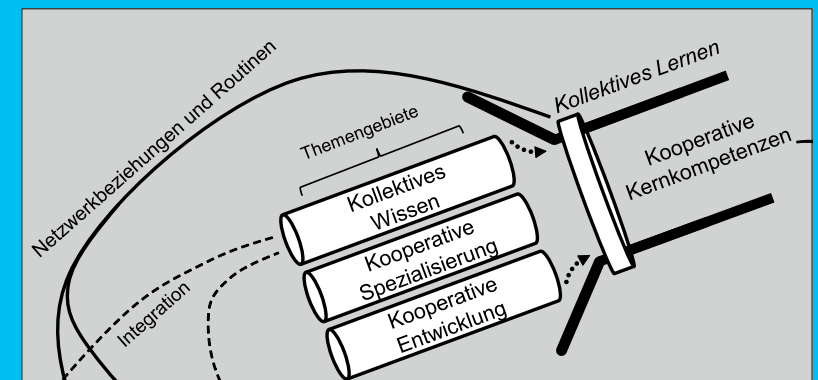 Netzwerkbeziehungen und Routinen
Themengebiete
Kollektives Lernen
Kooperative
Kernkompetenzen
Kollektives
Wissen
Kooperative
Spezialisierung
Kooperative
Entwicklung
Integration